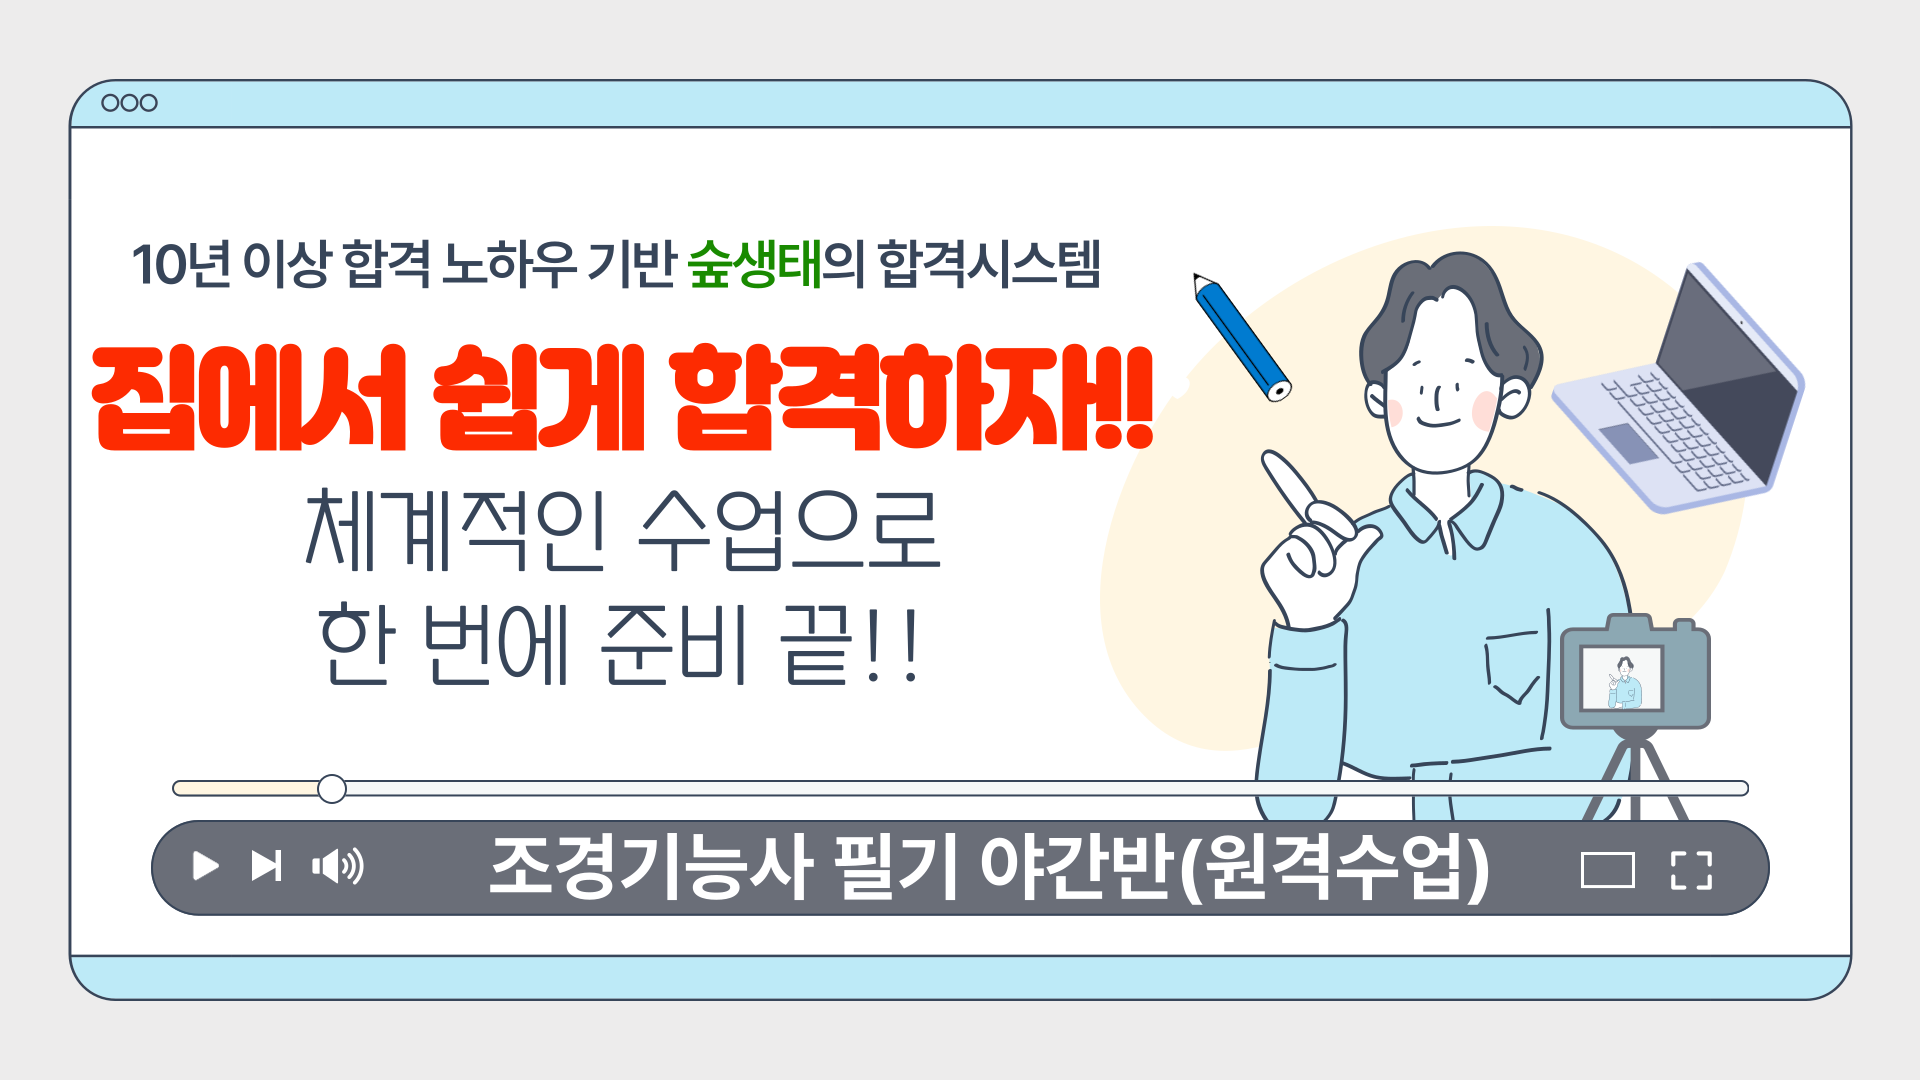 10년 이상 합격 노하우 기반 숲생태의 합격시스템
집에서 쉽게 합격하자!!
체계적인 수업으로
한 번에 준비 끝!!
조경기능사 필기 야간반(원격수업)